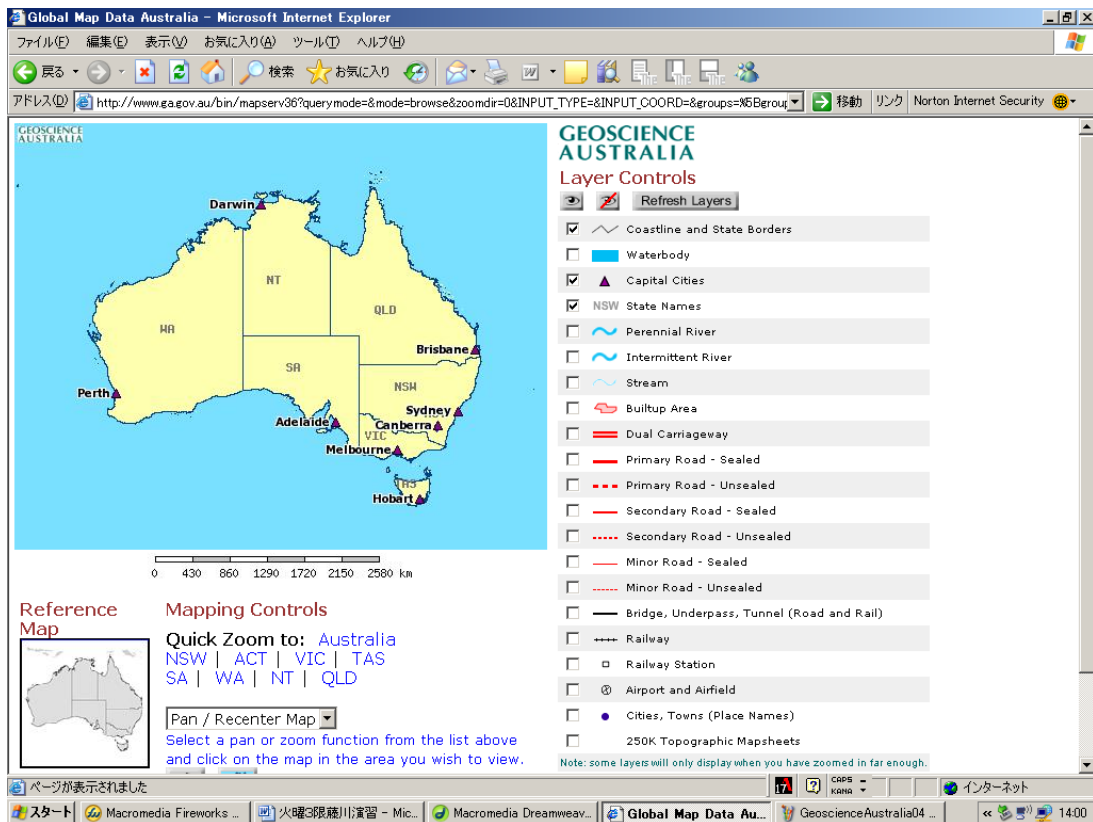 Global Map Data Australia - Microsoft Internet Explorer
ファイル(F) 編集(E) 表示(V) お気に入り(A) ツール(T) ヘルプ(H)
戻る 検索 お気に入り
アドレス(D) http://www.ga.gov.au/bin/mapserv36?querymode=&mode=browse&zoomdir=0&INPUT_TYPE=&INPUT_COORD=&groups=%5Bgroup 移動 リンク Norton Internet Security
GEOSCIENCE
AUSTRALIA
Darwin
NT
QLD
WA
Brisbane
SA
NSW
Perth
Sydney
Adelaide
Canberra
VIC
Melbourne
TAS
Hobart
0 430 860 1290 1720 2150 2580 km
Reference
Map
Mapping Controls
Quick Zoom to: Australia
NSW | ACT | VIC | TAS
SA | WA | NT | QLD
Pan / Recenter Map
Select a pan or zoom function from the list above
and click on the map in the area you wish to view.
GEOSCIENCE
AUSTRALIA
Layer Controls
Refresh Layers
Coastline and State Borders
Waterbody
Capital Cities
NSW State Names
Perennial River
Intermittent River
Stream
Builtup Area
Dual Carriageway
Primary Road - Sealed
Primary Road - Unsealed
Secondary Road - Sealed
Secondary Road - Unsealed
Minor Road - Sealed
Minor Road - Unsealed
Bridge, Underpass, Tunnel (Road and Rail)
Railway
Railway Station
Airport and Airfield
Cities, Towns (Place Names)
250K Topographic Mapsheets
Note: some layers will only display when you have zoomed in far enough.
ページが表示されました CAPS KANA インターネット
スタート Macromedia Fireworks ... 火曜3限藤川演習 - Mic... Macromedia Dreamweav... Global Map Data Au... GeoscienceAustralia04 ... 14:00